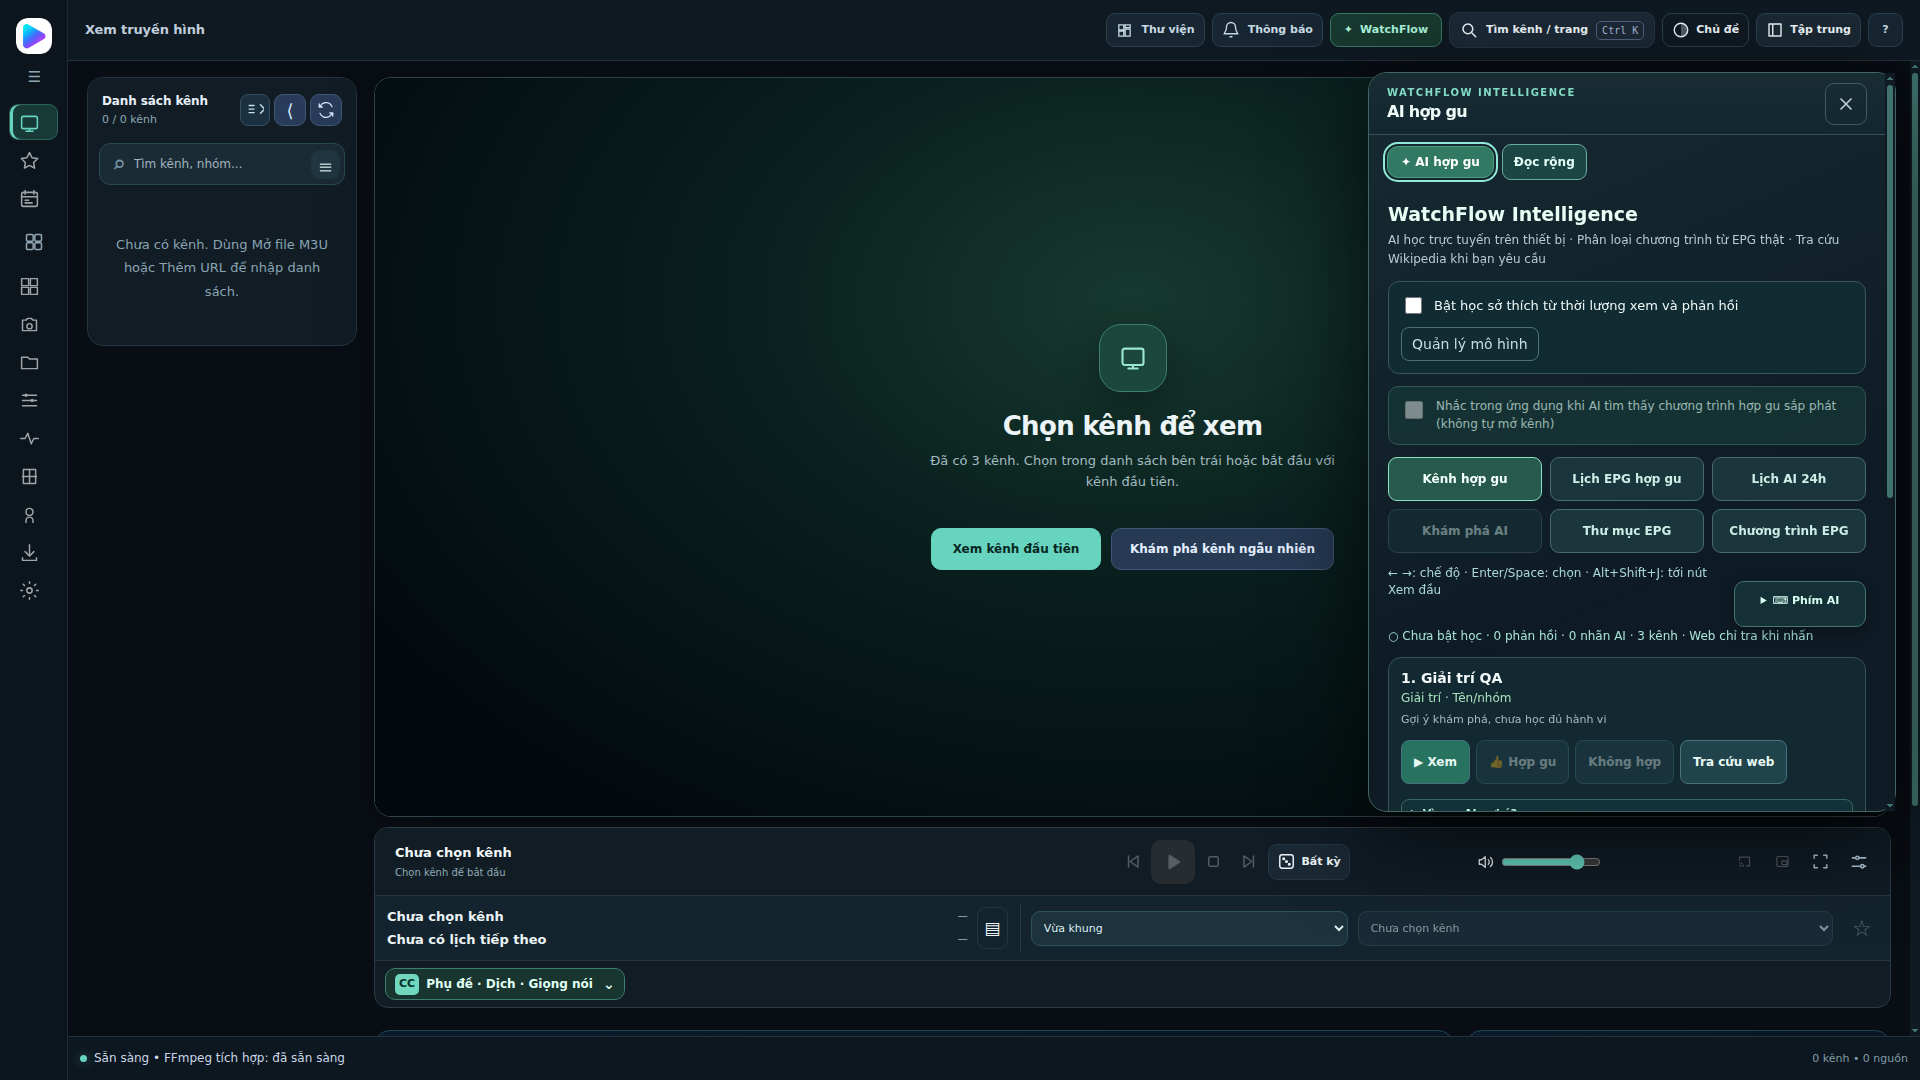 Xem truyền hình
Thư viện
Thông báo
✦ WatchFlow
Tìm kênh / trang Ctrl K
Chủ đề
Tập trung
?
Danh sách kênh
0 / 0 kênh
Tìm kênh, nhóm...
Chưa có kênh. Dùng Mở file M3U
hoặc Thêm URL để nhập danh
sách.
Chọn kênh để xem
Đã có 3 kênh. Chọn trong danh sách bên trái hoặc bắt đầu với
kênh đầu tiên.
Xem kênh đầu tiên
Khám phá kênh ngẫu nhiên
WATCHFLOW INTELLIGENCE
AI hợp gu
✦ AI hợp gu
Đọc rộng
WatchFlow Intelligence
AI học trực tuyến trên thiết bị · Phân loại chương trình từ EPG thật · Tra cứu
Wikipedia khi bạn yêu cầu
Bật học sở thích từ thời lượng xem và phản hồi
Quản lý mô hình
Nhắc trong ứng dụng khi AI tìm thấy chương trình hợp gu sắp phát
(không tự mở kênh)
Kênh hợp gu
Lịch EPG hợp gu
Lịch AI 24h
Khám phá AI
Thư mục EPG
Chương trình EPG
← →: chế độ · Enter/Space: chọn · Alt+Shift+J: tới nút
Xem đầu
▶ ⌨ Phím AI
○ Chưa bật học · 0 phản hồi · 0 nhãn AI · 3 kênh · Web chỉ tra khi nhấn
1. Giải trí QA
Giải trí · Tên/nhóm
Gợi ý khám phá, chưa học đủ hành vi
▶ Xem
👍 Hợp gu
Không hợp
Tra cứu web
Chưa chọn kênh
Chọn kênh để bắt đầu
Bất kỳ
Chưa chọn kênh
—
Chưa có lịch tiếp theo
—
Vừa khung
Chưa chọn kênh
CC Phụ đề · Dịch · Giọng nói
Sẵn sàng • FFmpeg tích hợp: đã sẵn sàng
0 kênh • 0 nguồn